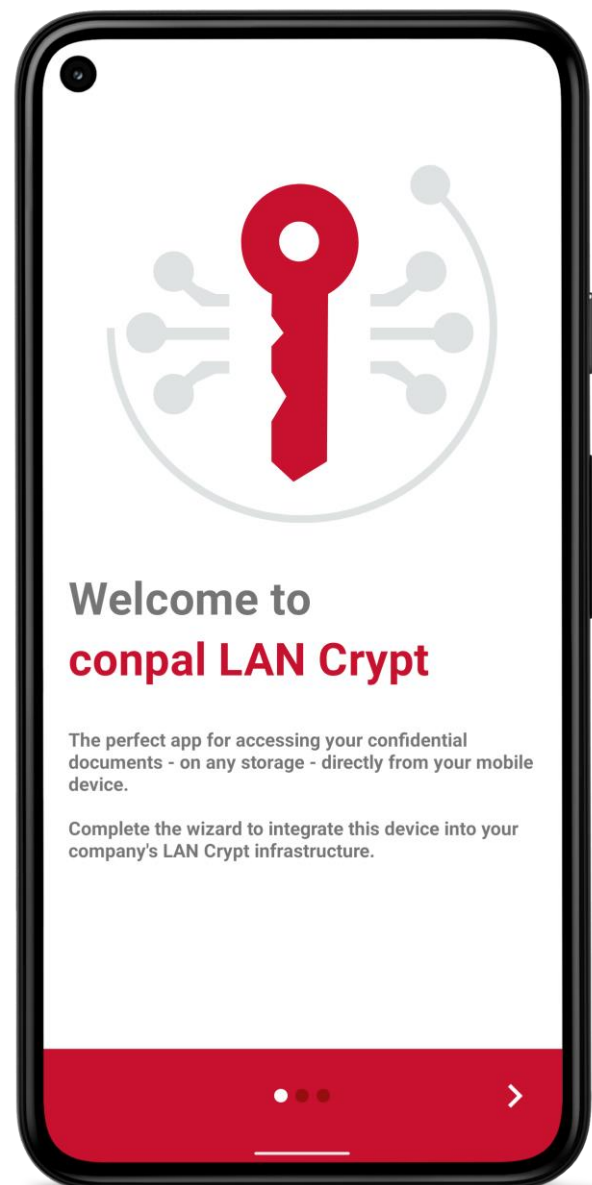 Welcome to
conpal LAN Crypt
The perfect app for accessing your confidential
documents - on any storage - directly from your mobile
device.
Complete the wizard to integrate this device into your
company's LAN Crypt infrastructure.